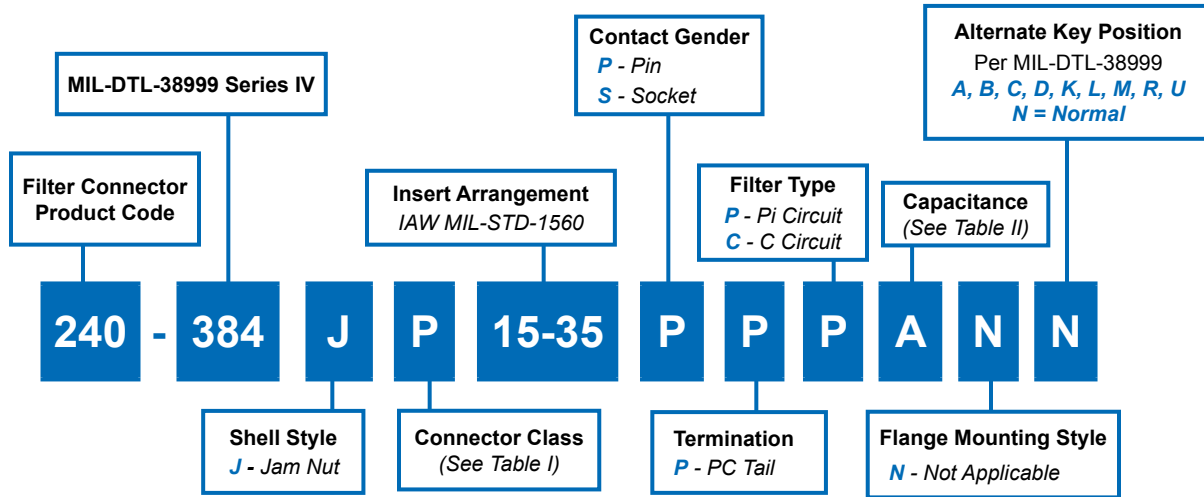 MIL-DTL-38999 Series IV
Contact Gender
P - Pin
S - Socket
Alternate Key Position
Per MIL-DTL-38999
A, B, C, D, K, L, M, R, U
N = Normal
Filter Connector
Product Code
Insert Arrangement
IAW MIL-STD-1560
Filter Type
P - Pi Circuit
C - C Circuit
Capacitance
(See Table II)
240 - 384 J P 15-35 P P P A N N
Shell Style
J - Jam Nut
Connector Class
(See Table I)
Termination
P - PC Tail
Flange Mounting Style
N - Not Applicable